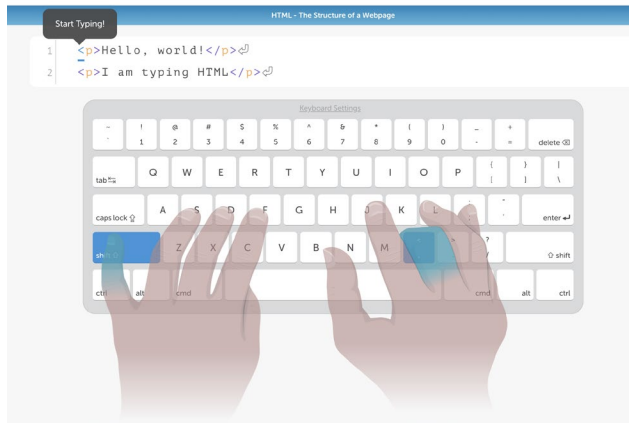 HTML - The Structure of a Webpage
Start Typing!
1 <p>Hello, world!</p>⏎
2 <p>I am typing HTML</p>⏎
Keyboard Settings
~ ! @ # $ % ^ & * ( ) _ +
` 1 2 3 4 5 6 7 8 9 0 - = delete
tab Q W E R T Y U I O P { } |
[ ] \
caps lock A S D F G H J K L : " ' enter
shift Z X C V B N M ? / shift
ctrl alt cmd cmd alt ctrl